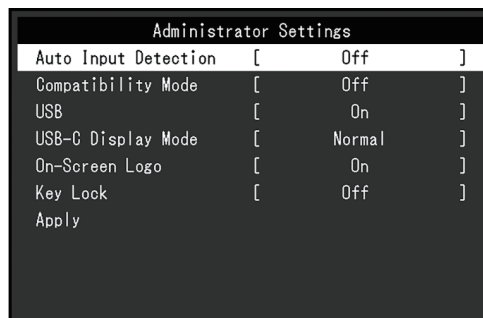 Administrator Settings
Auto Input Detection [ Off ]
Compatibility Mode [ Off ]
USB [ On ]
USB-C Display Mode [ Normal ]
On-Screen Logo [ On ]
Key Lock [ Off ]
Apply